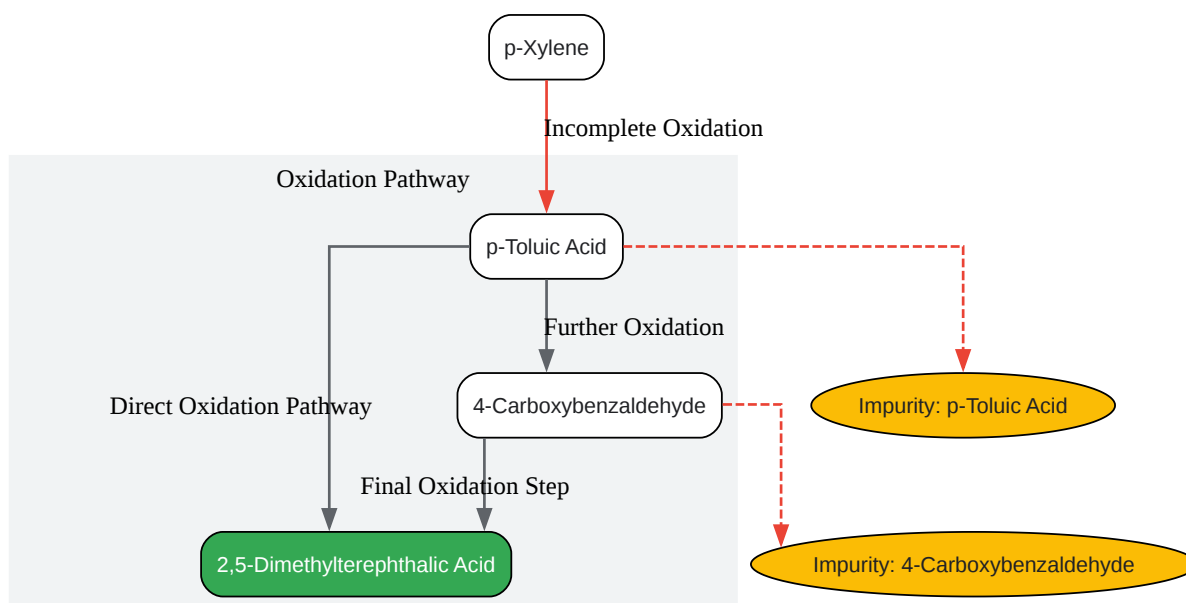 p-Xylene
Incomplete Oxidation
Oxidation Pathway
p-Toluic Acid
Further Oxidation
Direct Oxidation Pathway
4-Carboxybenzaldehyde
Impurity: p-Toluic Acid
Final Oxidation Step
2,5-Dimethylterephthalic Acid
Impurity: 4-Carboxybenzaldehyde